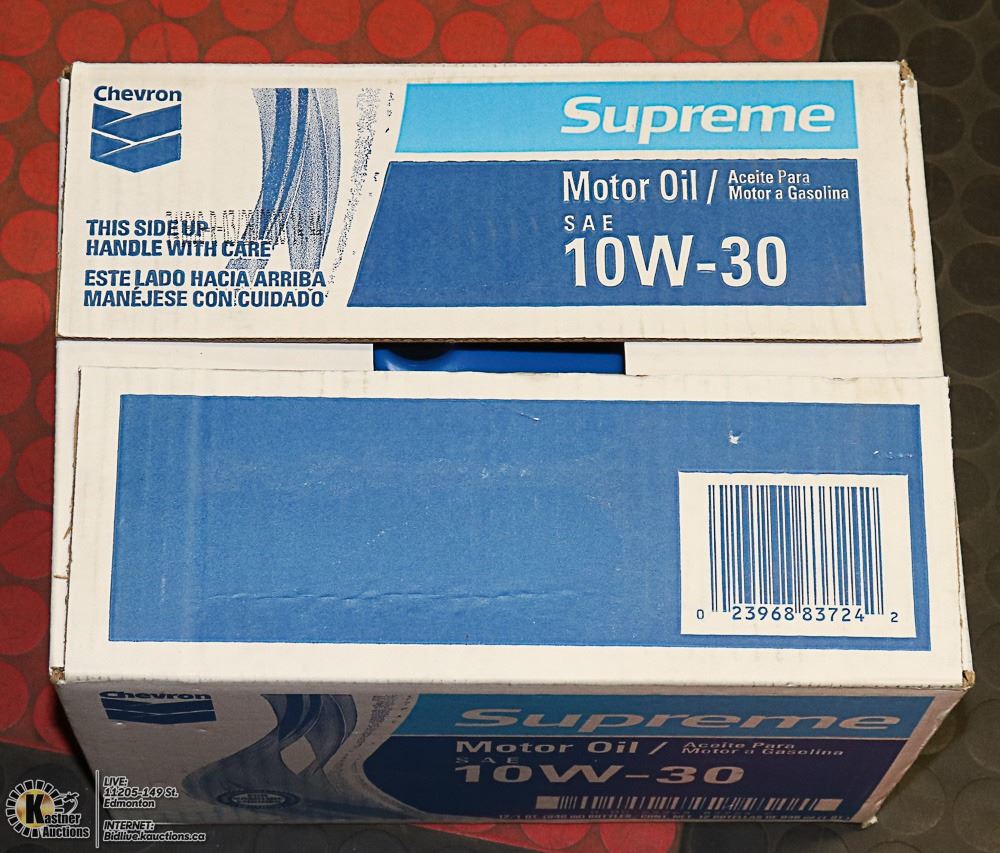 Chevron
Supreme
Motor Oil / Aceite Para
Motor a Gasolina
SAE
10W-30
THIS SIDE UP
HANDLE WITH CARE
ESTE LADO HACIA ARRIBA
MANÉJESE CON CUIDADO
0 23968 83724 2
Chevron
Supreme
Motor Oil / Aceite Para
Motor a Gasolina
SAE
10W-30
Kastner
Auctions
LIVE:
11205-149 St.
Edmonton
INTERNET:
Bidlive.kauctions.ca